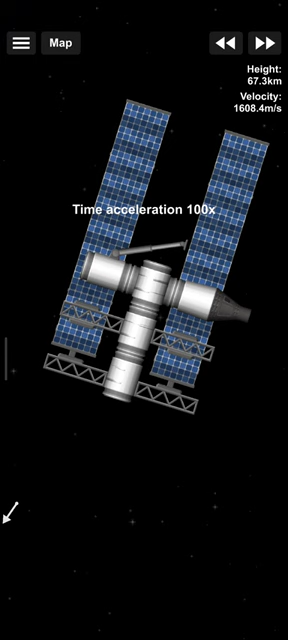 Map
Height:
67.3km
Velocity:
1608.4m/s
Time acceleration 100x